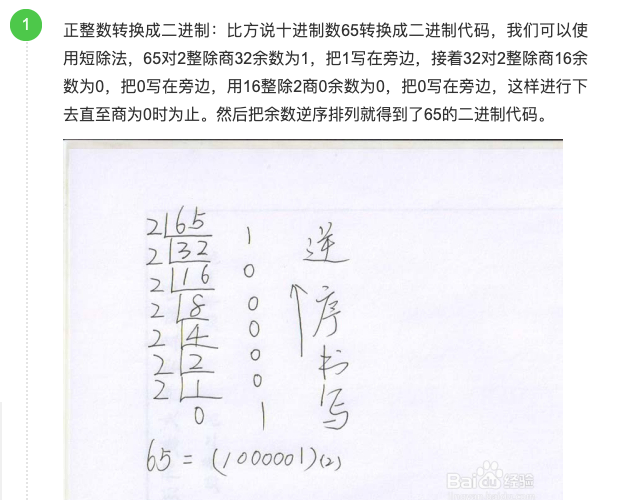 1
正整数转换成二进制：比方说十进制数65转换成二进制代码，我们可以使
用短除法，65对2整除商32余数为1，把1写在旁边，接着32对2整除商16余
数为0，把0写在旁边，用16整除2商0余数为0，把0写在旁边，这样进行下
去直至商为0时为止。然后把余数逆序排列就得到了65的二进制代码。
2 65 1 逆
2 32
2 16 0
2 8 0 序
2 4 0
2 2 0 书
2 1 0
0 1 写
65 = (1000001)(2)
Baidu 经验